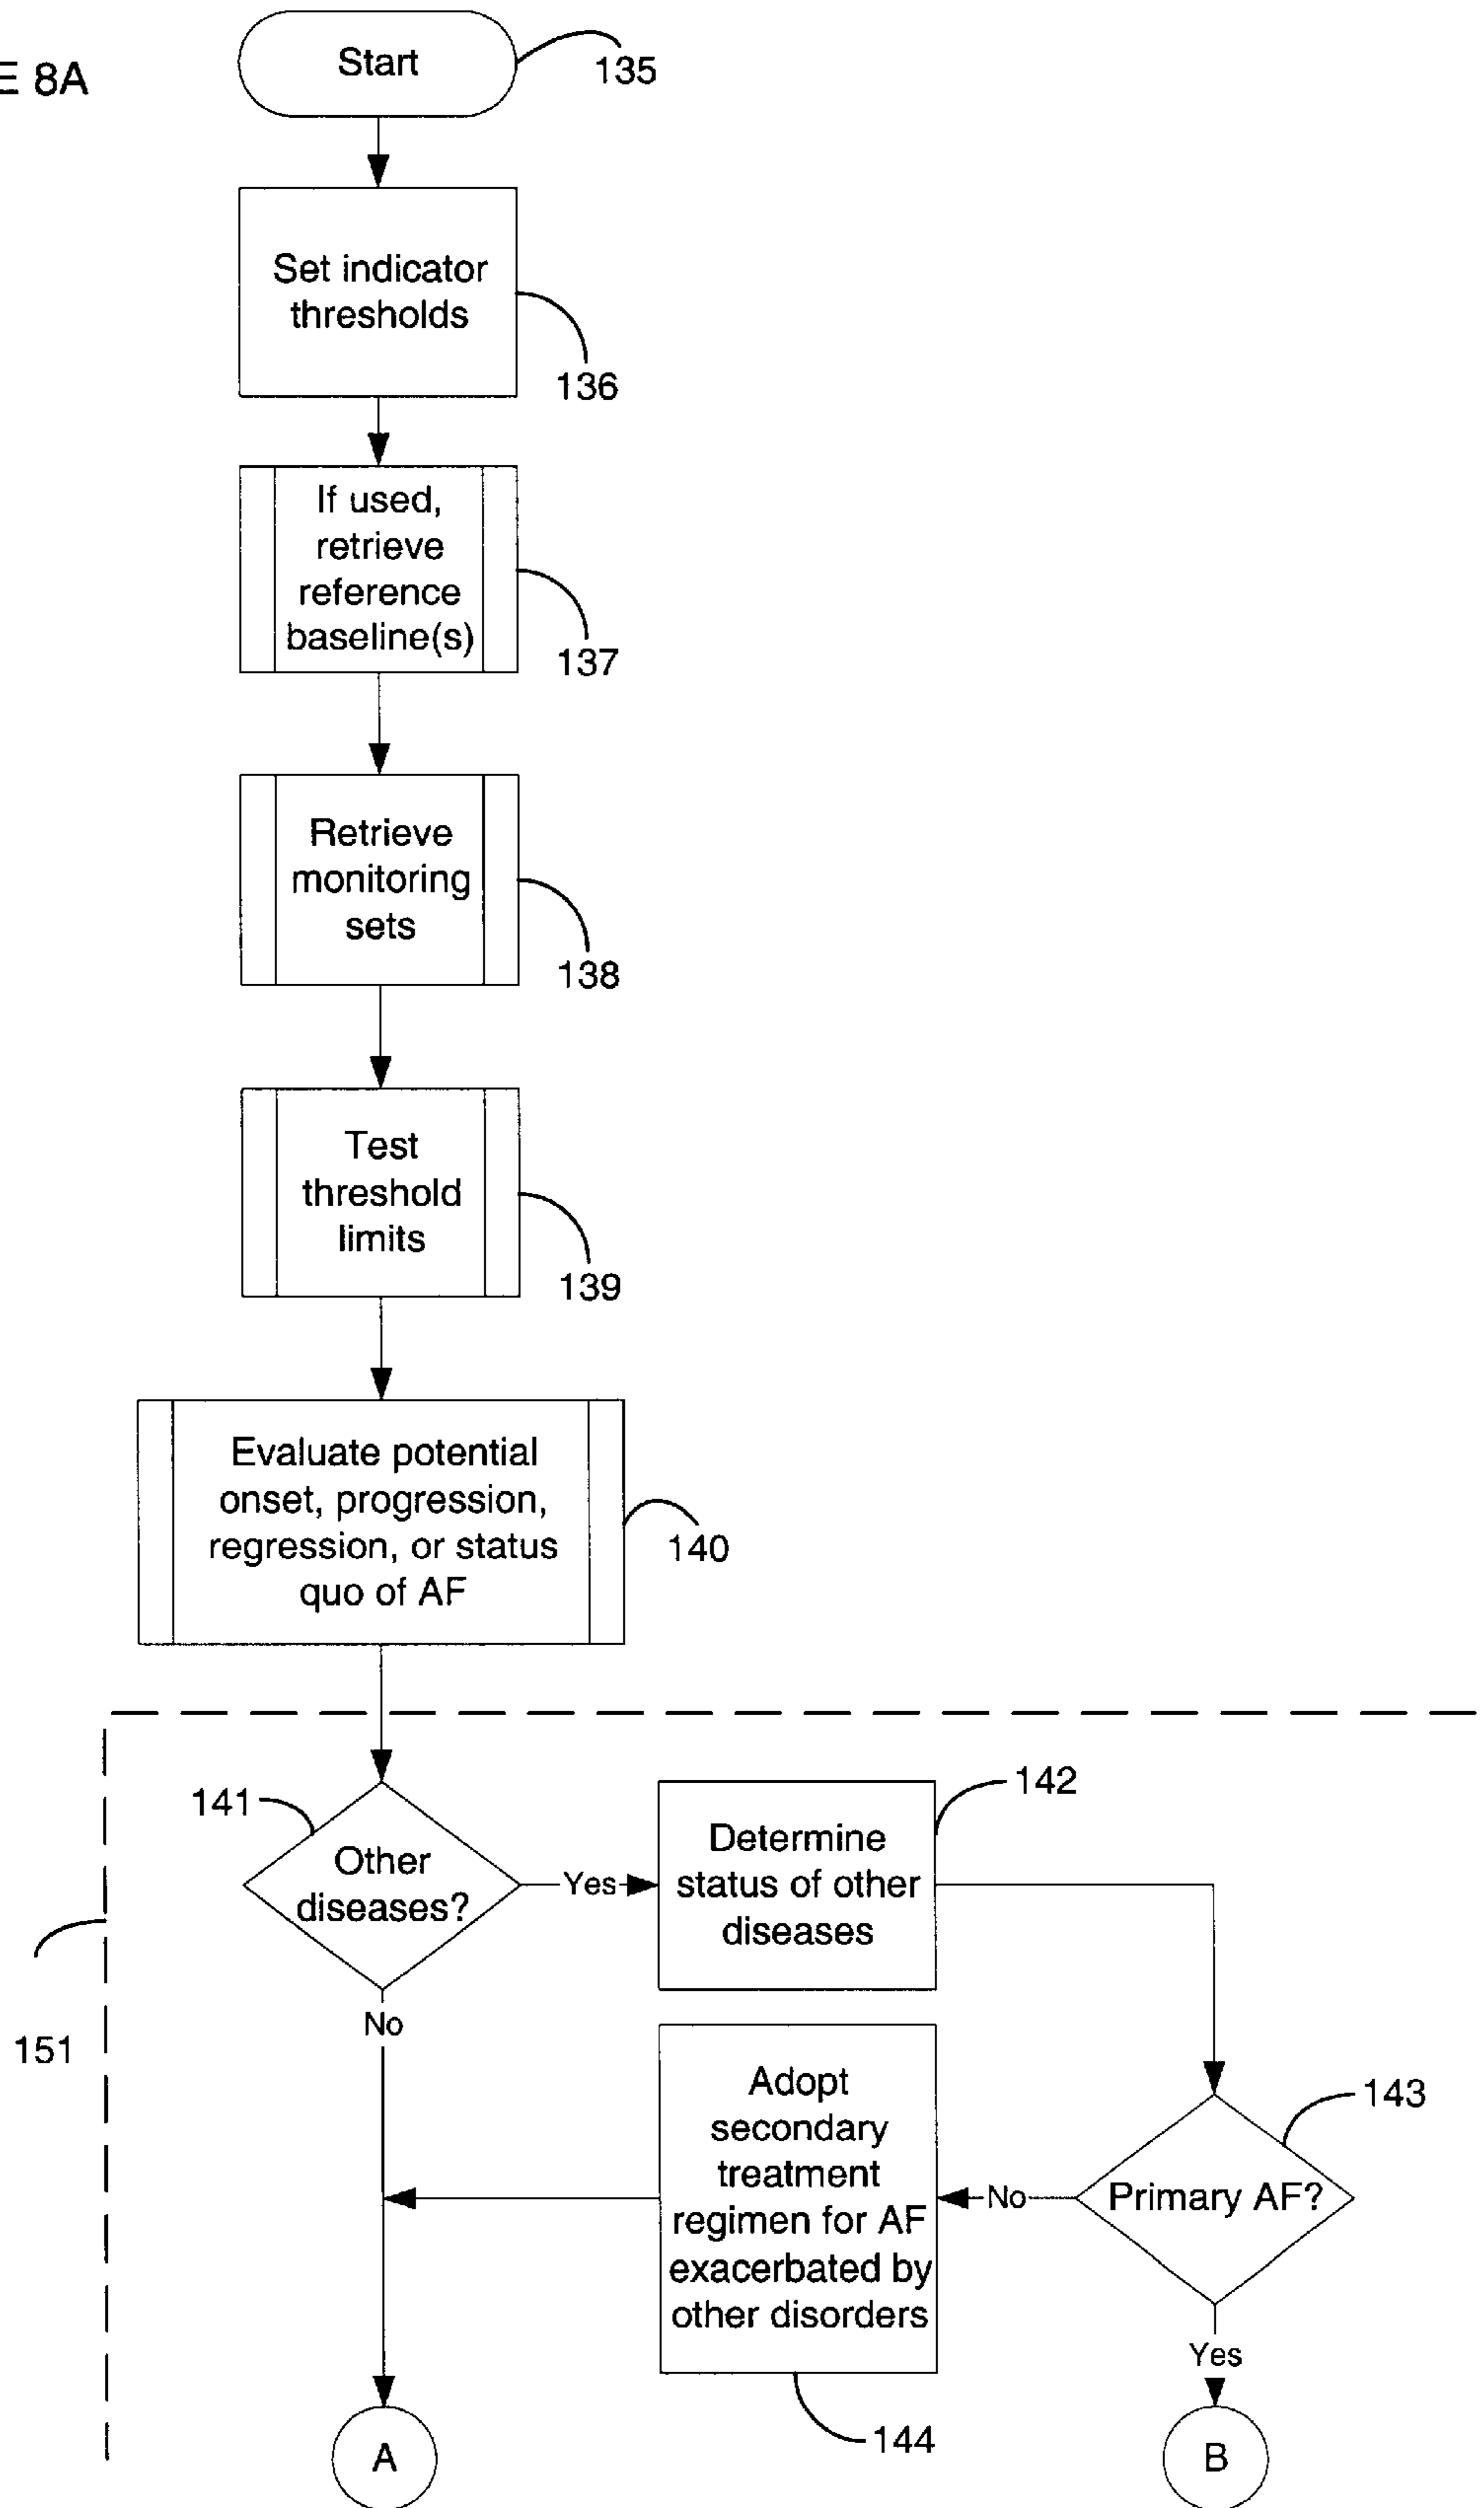 E 8A
Start
135
Set indicator
thresholds
136
If used,
retrieve
reference
baseline(s)
137
Retrieve
monitoring
sets
138
Test
threshold
limits
139
Evaluate potential
onset, progression,
regression, or status
quo of AF
140
141
Other
diseases?
Yes
Determine
status of other
diseases
142
No
151
Adopt
secondary
treatment
regimen for AF
exacerbated by
other disorders
144
No
Primary AF?
143
Yes
A
B